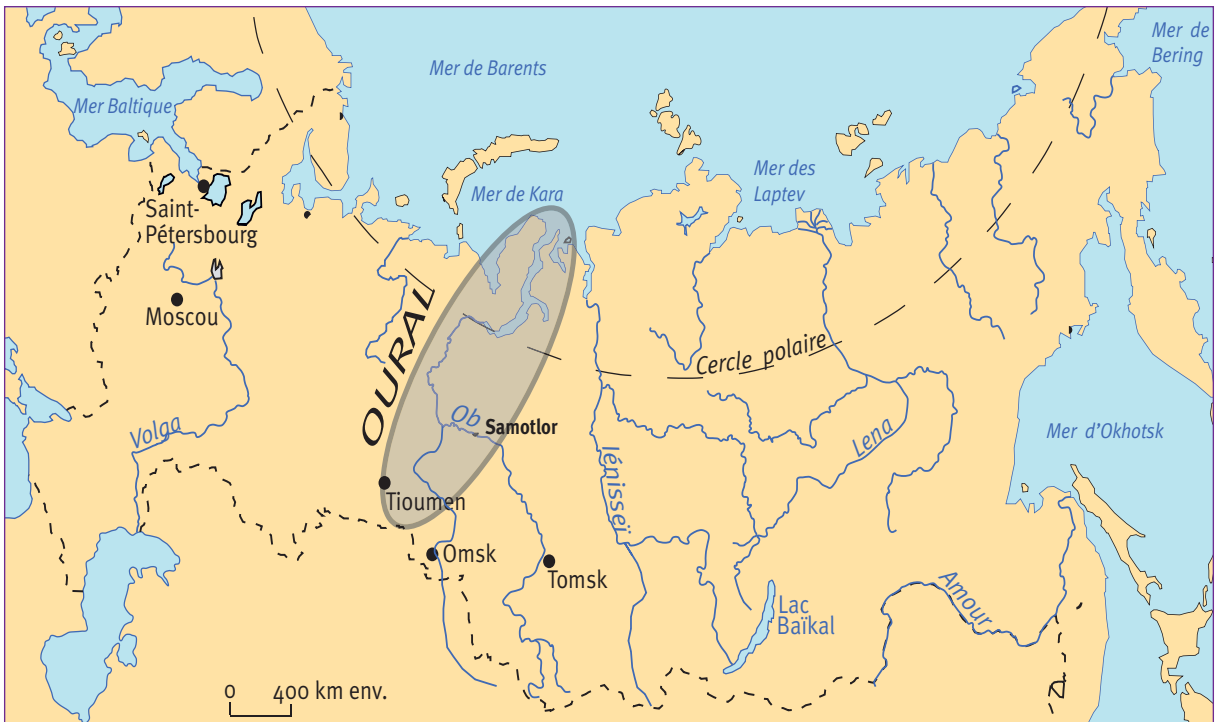 Mer de
Bering
Mer de Barents
Mer Baltique
Mer des
Laptev
Mer de Kara
Saint-
Pétersbourg
Moscou
OURAL
Cercle polaire
Volga
Ob
Samotlor
Lena
Mer d'Okhotsk
Iénisseï
Tioumen
Omsk
Tomsk
Amour
Lac
Baïkal
0 400 km env.